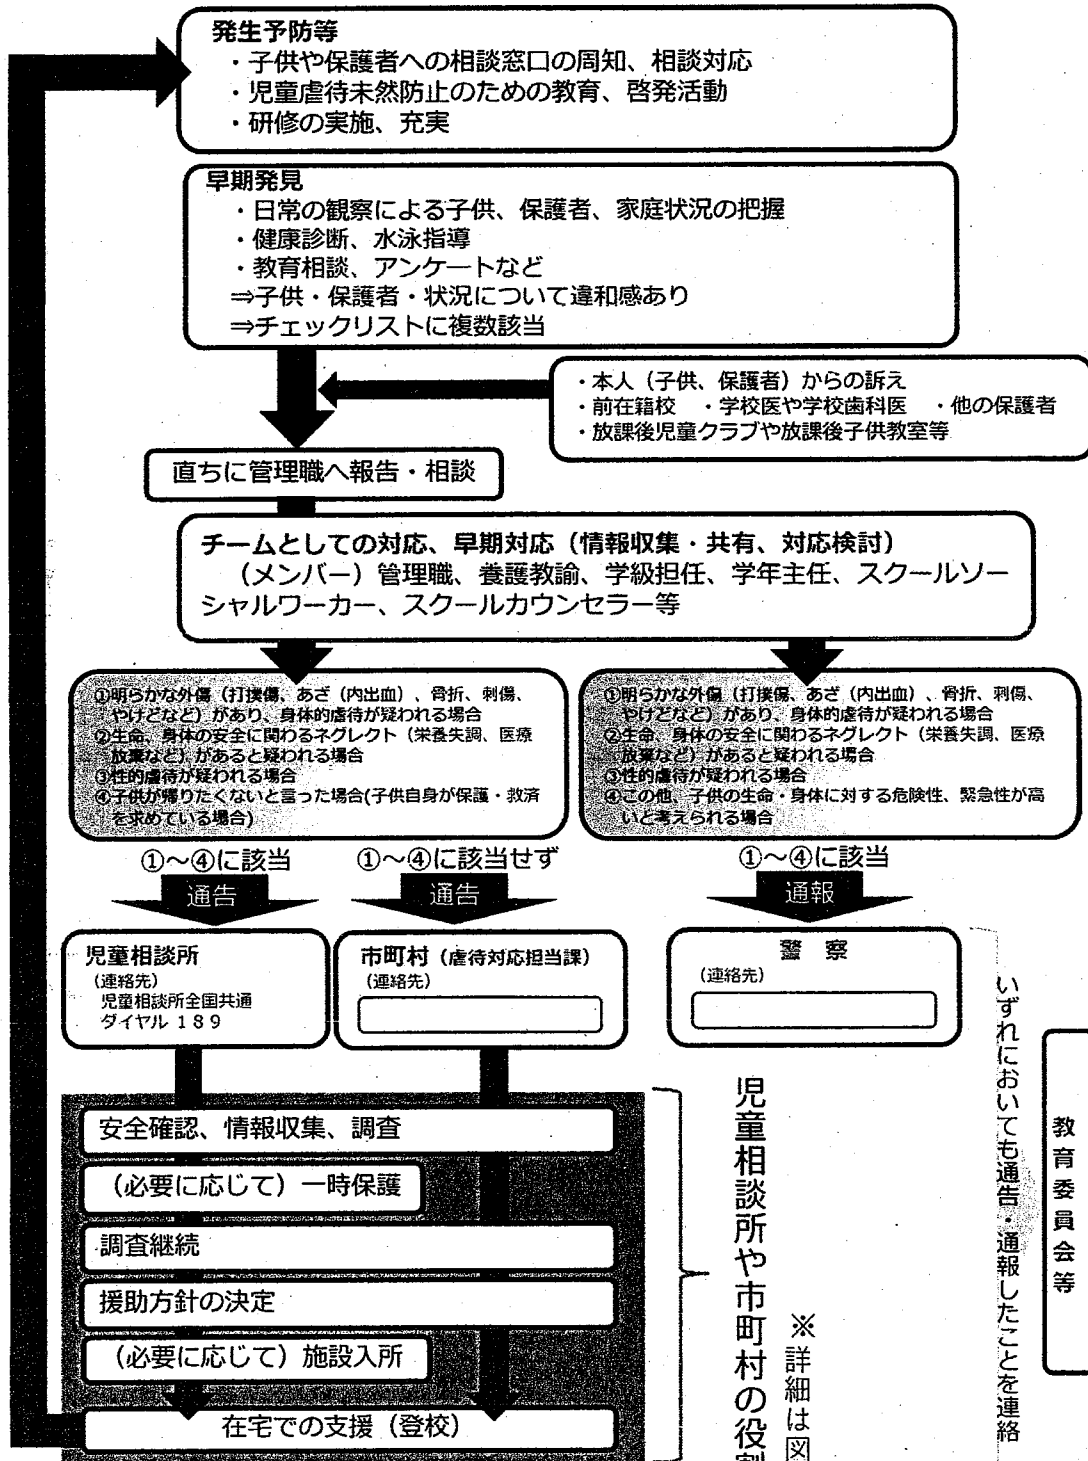 発生予防等
・子供や保護者への相談窓口の周知、相談対応
・児童虐待未然防止のための教育、啓発活動
・研修の実施、充実
早期発見
・日常の観察による子供、保護者、家庭状況の把握
・健康診断、水泳指導
・教育相談、アンケートなど
⇒子供・保護者・状況について違和感あり
⇒チェックリストに複数該当
・本人（子供、保護者）からの訴え
・前在籍校　・学校医や学校歯科医　・他の保護者
・放課後児童クラブや放課後子供教室等
直ちに管理職へ報告・相談
チームとしての対応、早期対応（情報収集・共有、対応検討）
（メンバー）管理職、養護教諭、学級担任、学年主任、スクールソー
シャルワーカー、スクールカウンセラー等
①明らかな外傷（打撲傷、あざ（内出血）、骨折、刺傷、
やけどなど）があり、身体的虐待が疑われる場合
②生命、身体の安全に関わるネグレクト（栄養失調、医療
放棄など）があると疑われる場合
③性的虐待が疑われる場合
④子供が帰りたくないと言った場合(子供自身が保護・救済
を求めている場合)
①明らかな外傷（打撲傷、あざ（内出血）、骨折、刺傷、
やけどなど）があり、身体的虐待が疑われる場合
②生命、身体の安全に関わるネグレクト（栄養失調、医療
放棄など）があると疑われる場合
③性的虐待が疑われる場合
④この他、子供の生命・身体に対する危険性、緊急性が高
いと考えられる場合
①～④に該当
①～④に該当せず
①～④に該当
通告
通告
通報
児童相談所
（連絡先）
児童相談所全国共通
ダイヤル １８９
市町村（虐待対応担当課）
（連絡先）
警　察
（連絡先）
安全確認、情報収集、調査
（必要に応じて）一時保護
調査継続
援助方針の決定
（必要に応じて）施設入所
在宅での支援（登校）
児童相談所や市町村の役割
※詳細は図
いずれにおいても通告・通報したことを連絡
教育委員会等